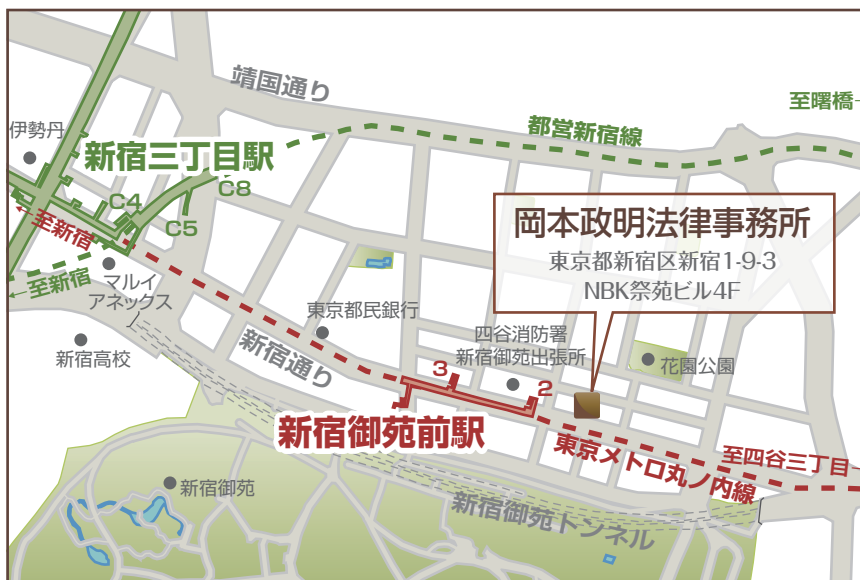 靖国通り
至曙橋
都営新宿線
伊勢丹
新宿三丁目駅
C4
C8
C5
←至新宿
←至新宿
マルイ
アネックス
岡本政明法律事務所
東京都新宿区新宿1-9-3
NBK祭苑ビル4F
東京都民銀行
四谷消防署
新宿御苑出張所
花園公園
新宿高校
新宿通り
3
2
新宿御苑前駅
東京メトロ丸ノ内線
至四谷三丁目
新宿御苑
新宿御苑トンネル